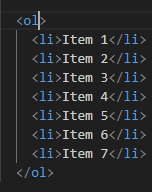 <ol>
<li>Item 1</li>
<li>Item 2</li>
<li>Item 3</li>
<li>Item 4</li>
<li>Item 5</li>
<li>Item 6</li>
<li>Item 7</li>
</ol>